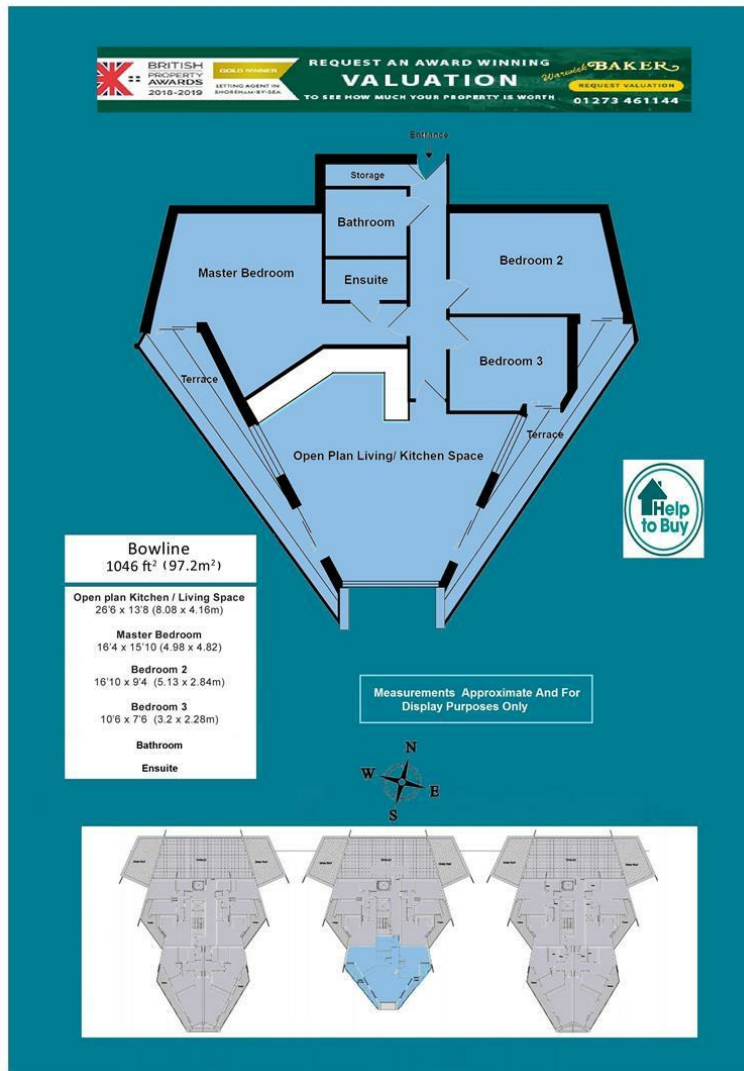 BRITISH
PROPERTY
AWARDS
2018-2019
GOLD WINNER
LETTING AGENT IN
SHOREHAM-BY-SEA
REQUEST AN AWARD WINNING
VALUATION
TO SEE HOW MUCH YOUR PROPERTY IS WORTH
Warwick BAKER
REQUEST VALUATION
01273 461144
Entrance
Storage
Bathroom
Master Bedroom
Ensuite
Bedroom 2
Bedroom 3
Terrace
Terrace
Open Plan Living/ Kitchen Space
Help
to Buy
Bowline
1046 ft² (97.2m²)
Open plan Kitchen / Living Space
26'6 x 13'8 (8.08 x 4.16m)
Master Bedroom
16'4 x 15'10 (4.98 x 4.82)
Bedroom 2
16'10 x 9'4 (5.13 x 2.84m)
Bedroom 3
10'6 x 7'6 (3.2 x 2.28m)
Bathroom
Ensuite
Measurements Approximate And For
Display Purposes Only
N
W
E
S